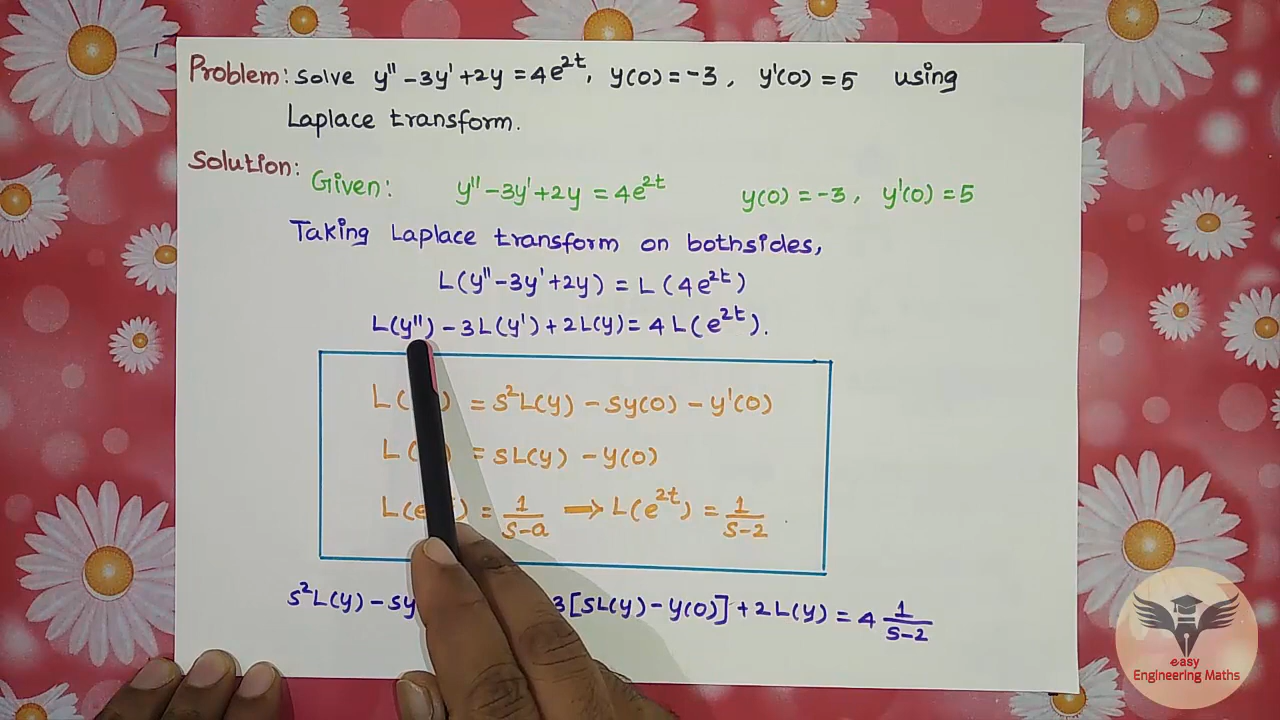 Problem: Solve y'' - 3y' + 2y = 4e^{2t}, y(0) = -3, y'(0) = 5 using
Laplace transform.
Solution:
Given: y'' - 3y' + 2y = 4e^{2t} y(0) = -3, y'(0) = 5
Taking Laplace transform on bothsides,
L(y'' - 3y' + 2y) = L(4e^{2t})
L(y'') - 3L(y') + 2L(y) = 4L(e^{2t}).
L( ) = s²L(y) - sy(0) - y'(0)
L( ) = sL(y) - y(0)
L(e ) = 1/(s-a) ⟹ L(e^{2t}) = 1/(s-2)
s²L(y) - sy 3[sL(y) - y(0)] + 2L(y) = 4 1/(s-2)
easy
Engineering Maths